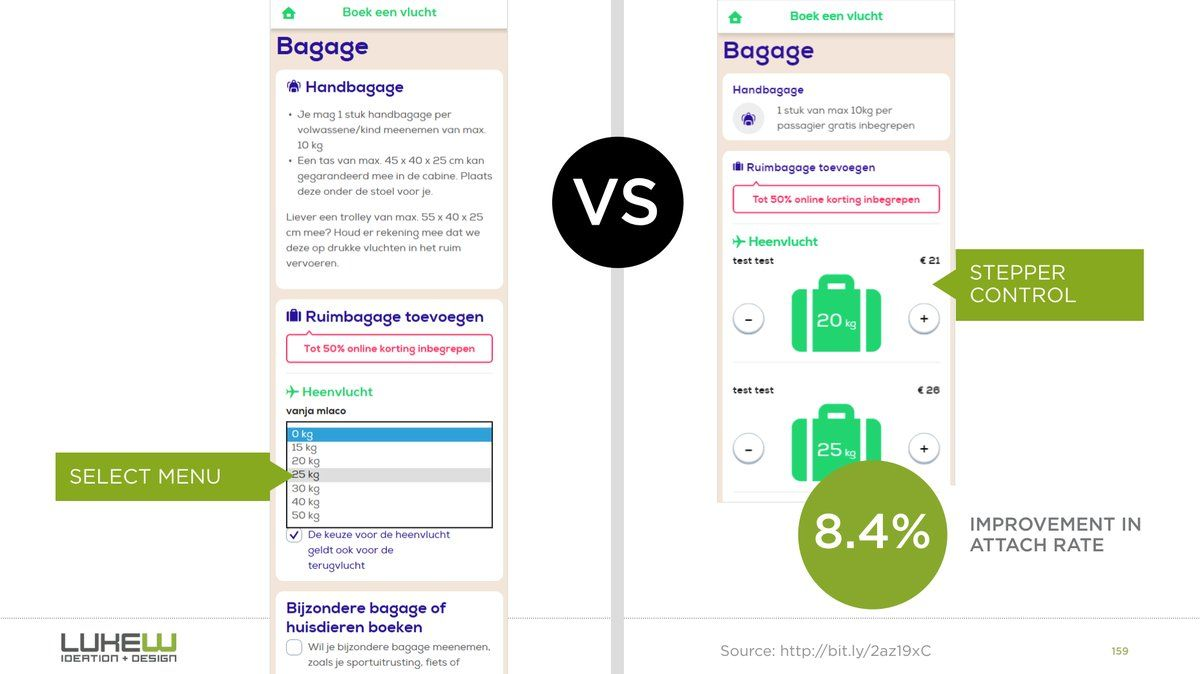 Boek een vlucht
Bagage
Handbagage
• Je mag 1 stuk handbagage per
volwassene/kind meenemen van max.
10 kg
• Een tas van max. 45 x 40 x 25 cm kan
gegarandeerd mee in de cabine. Plaats
deze onder de stoel voor je.
Liever een trolley van max. 55 x 40 x 25
cm mee? Houd er rekening mee dat we
deze op drukke vluchten in het ruim
vervoeren.
Ruimbagage toevoegen
Tot 50% online korting inbegrepen
Heenvlucht
vanja mlaco
0 kg
15 kg
20 kg
25 kg
30 kg
40 kg
50 kg
De keuze voor de heenvlucht
geldt ook voor de
terugvlucht
Bijzondere bagage of
huisdieren boeken
Wil je bijzondere bagage meenemen,
zoals je sportuitrusting, fiets of
SELECT MENU
VS
Boek een vlucht
Bagage
Handbagage
1 stuk van max 10kg per
passagier gratis inbegrepen
Ruimbagage toevoegen
Tot 50% online korting inbegrepen
Heenvlucht
test test € 21
- 20 kg +
test test € 26
- 25 kg +
STEPPER
CONTROL
8.4%
IMPROVEMENT IN
ATTACH RATE
LUKEW
IDEATION + DESIGN
Source: http://bit.ly/2az19xC
159